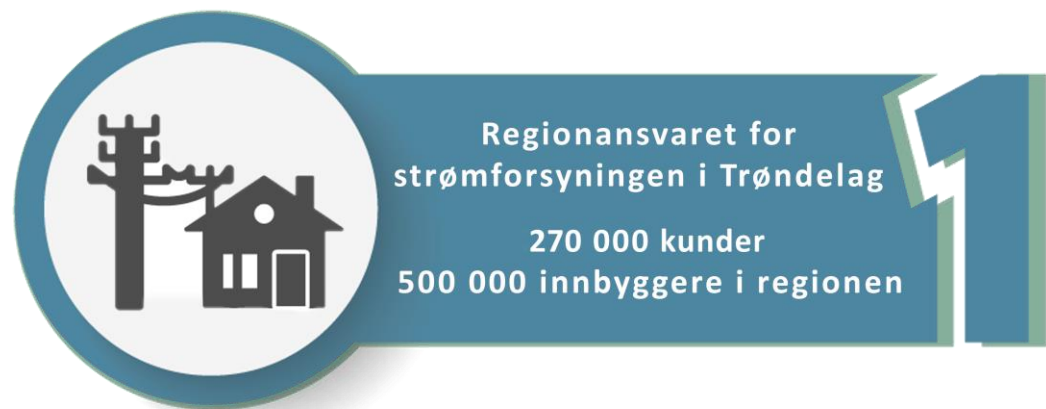 Regionansvaret for
strømforsyningen i Trøndelag
270 000 kunder
500 000 innbyggere i regionen
1